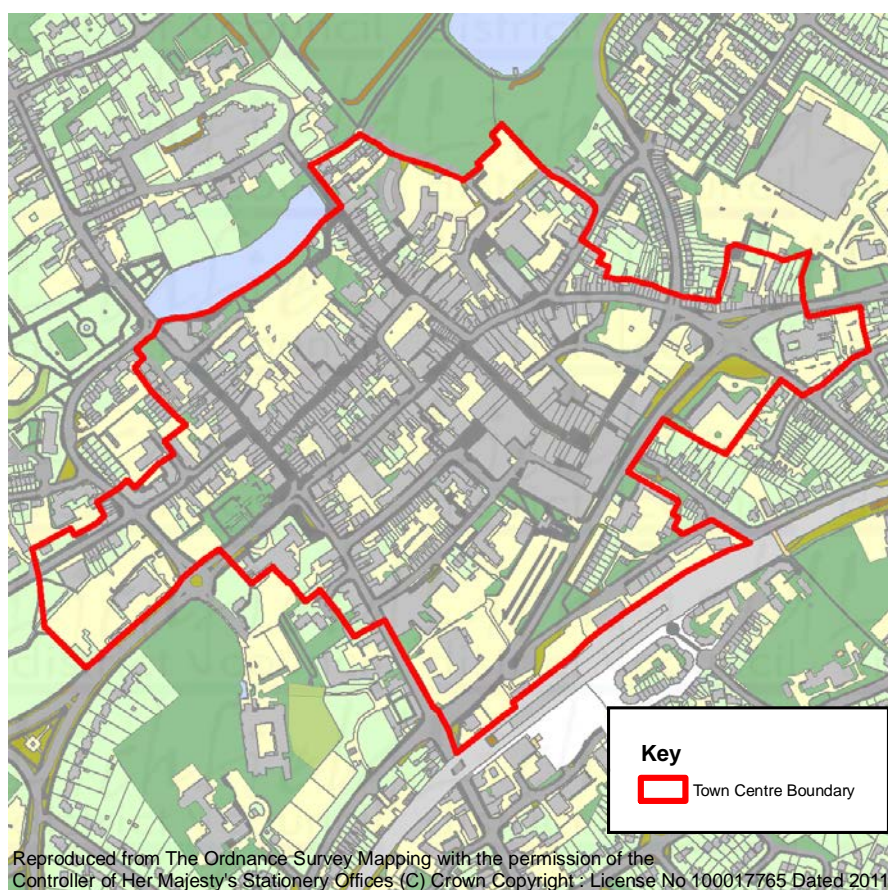 Key
Town Centre Boundary
Reproduced from The Ordnance Survey Mapping with the permission of the
Controller of Her Majesty's Stationery Offices (C) Crown Copyright : License No 100017765 Dated 2011